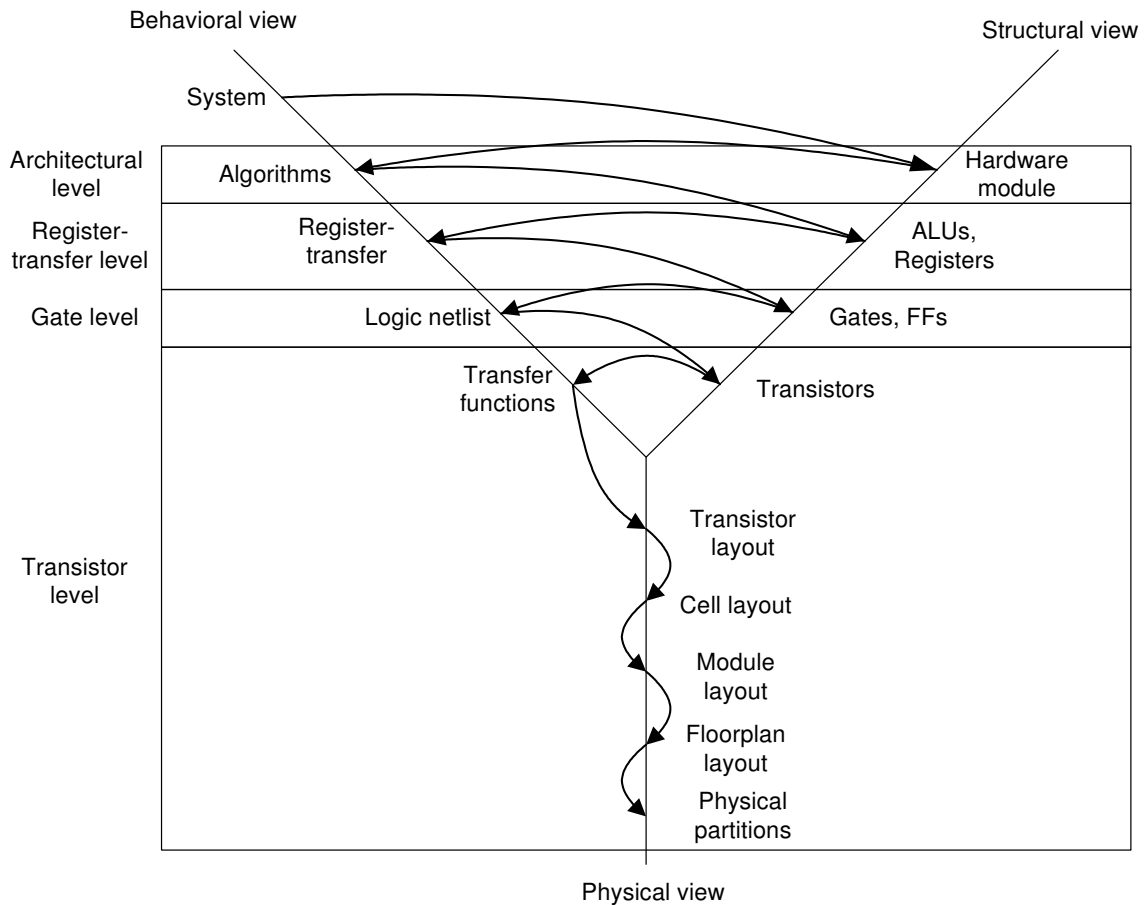 Behavioral view
Structural view
System
Architectural
level
Algorithms
Hardware
module
Register-
transfer level
Register-
transfer
ALUs,
Registers
Gate level
Logic netlist
Gates, FFs
Transfer
functions
Transistors
Transistor
level
Transistor
layout
Cell layout
Module
layout
Floorplan
layout
Physical
partitions
Physical view